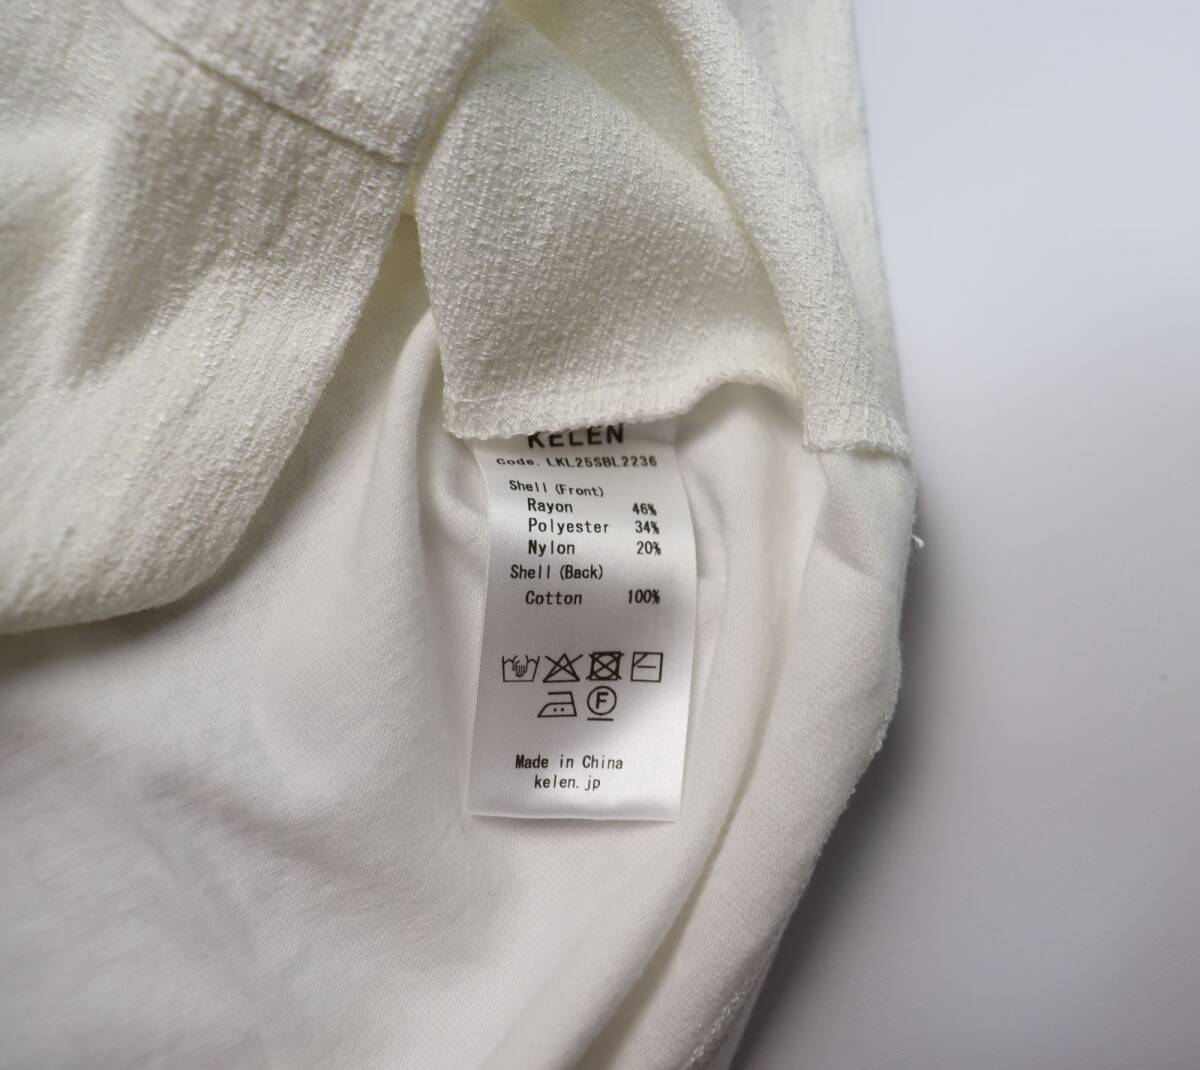 KELEN
Code. LKL25SBL2236
Shell (Front)
Rayon 46%
Polyester 34%
Nylon 20%
Shell (Back)
Cotton 100%
F
Made in China
kelen.jp